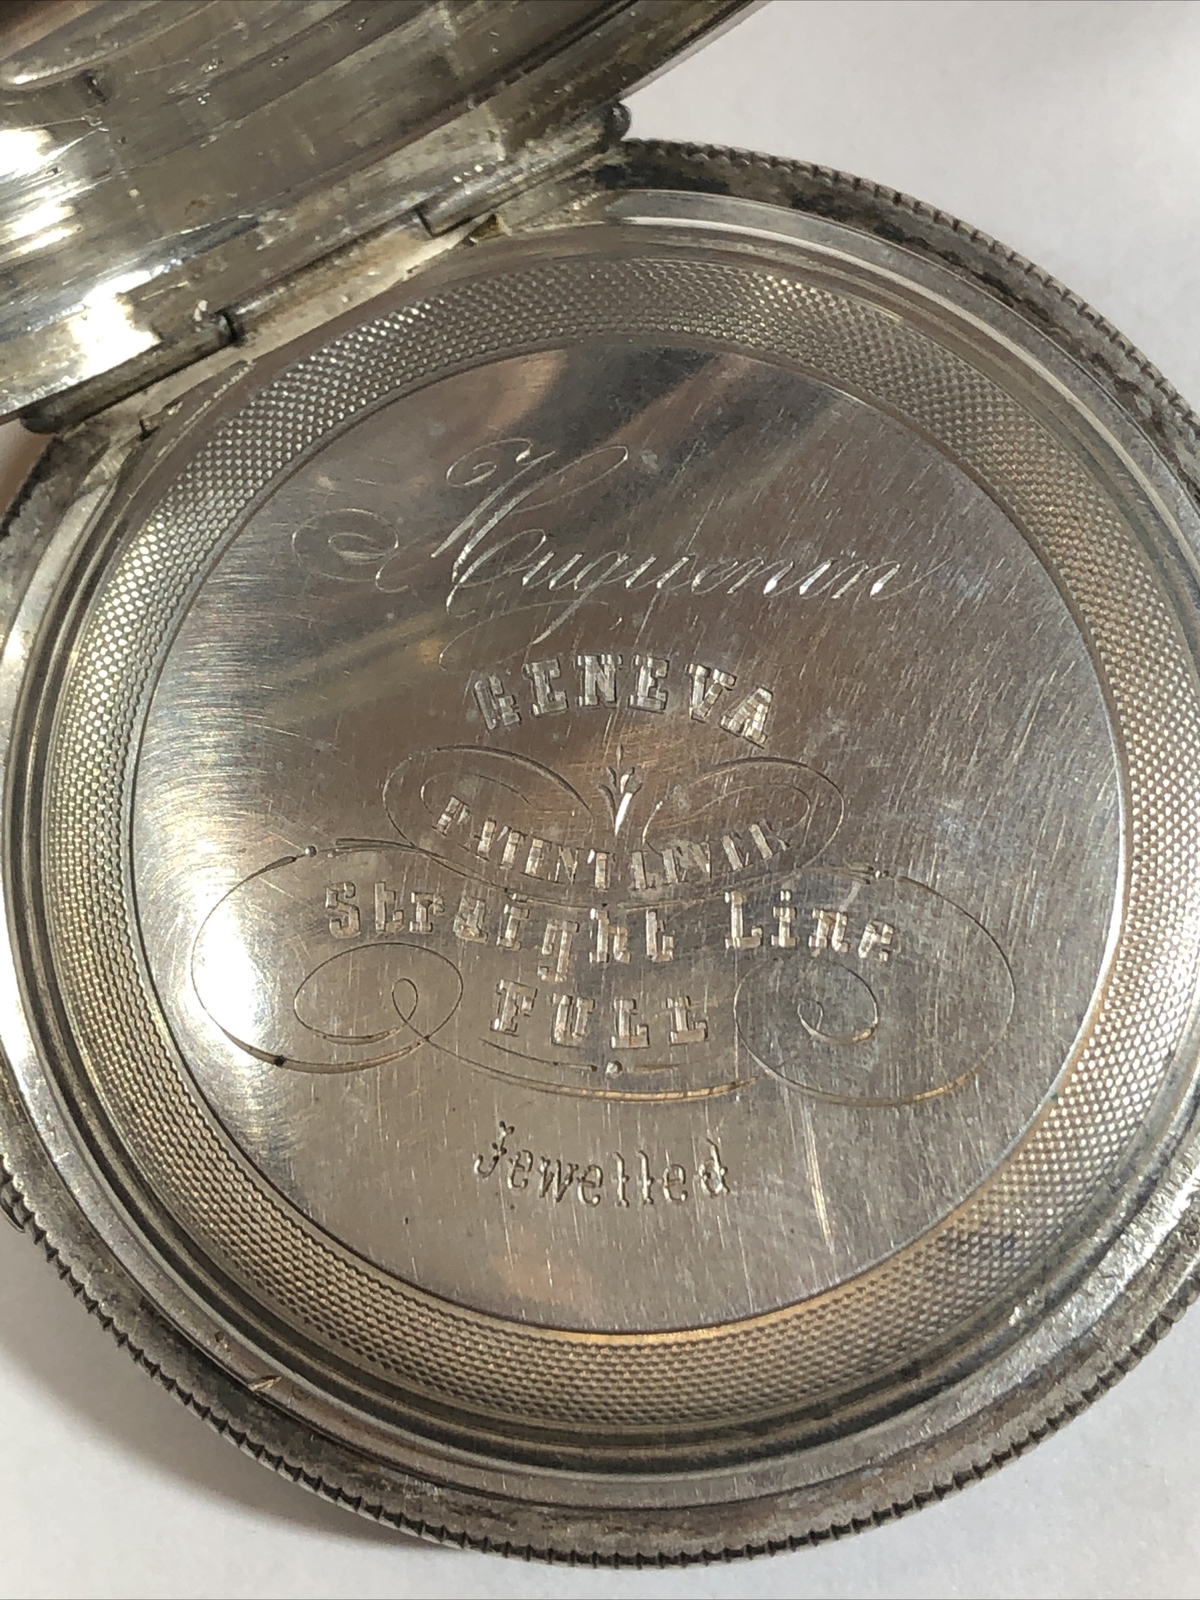 Huguenin
GENEVA
PATENT LEVER
Straight Line
FULL
Jewelled